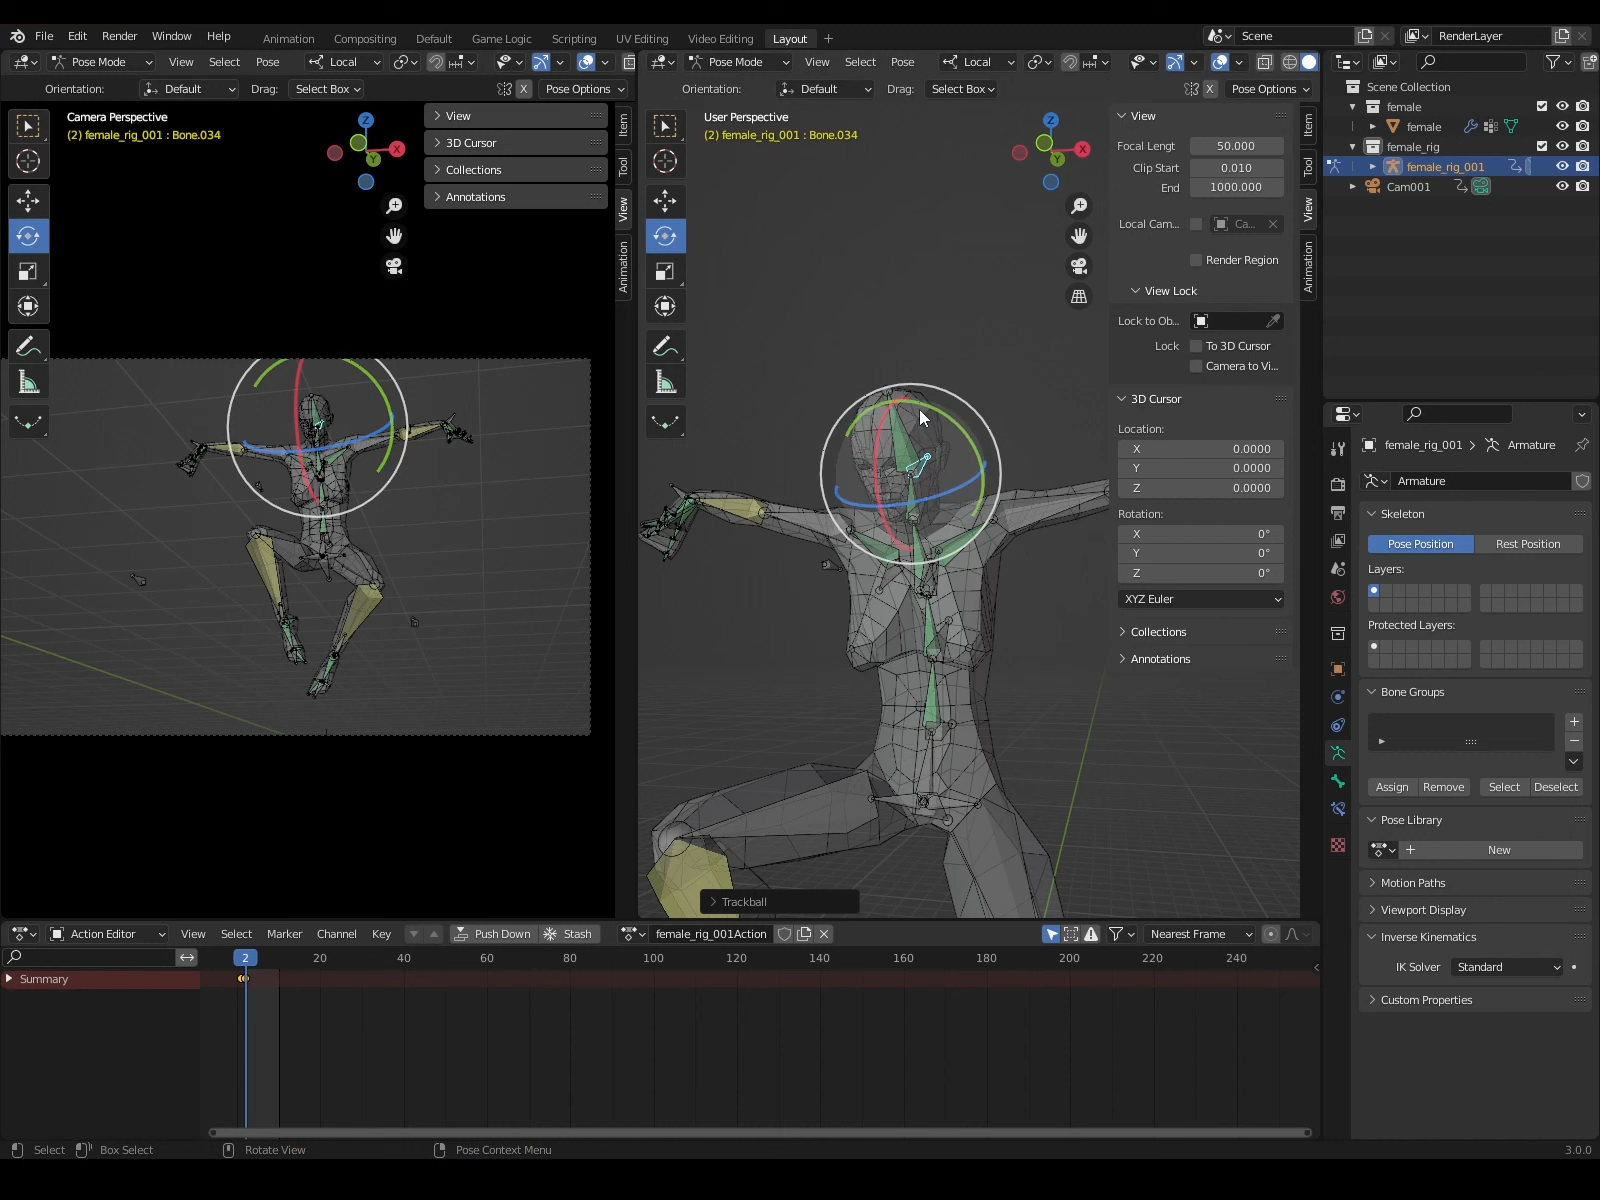 File Edit Render Window Help Animation Compositing Default Game Logic Scripting UV Editing Video Editing Layout + Scene RenderLayer
Pose Mode View Select Pose Local Pose Mode View Select Pose Local
Orientation: Default Drag: Select Box X Pose Options Orientation: Default Drag: Select Box X Pose Options
Camera Perspective
(2) female_rig_001 : Bone.034
Z
X
Y
View
3D Cursor
Collections
Annotations
Item
Tool
View
Animation
User Perspective
(2) female_rig_001 : Bone.034
Z
X
Y
View
Focal Lengt 50.000
Clip Start 0.010
End 1000.000
Local Cam... Ca...
Render Region
View Lock
Lock to Ob...
Lock To 3D Cursor
Camera to Vi...
3D Cursor
Location:
X 0.0000
Y 0.0000
Z 0.0000
Rotation:
X 0°
Y 0°
Z 0°
XYZ Euler
Collections
Annotations
Item
Tool
View
Animation
Trackball
Scene Collection
female
female
female_rig
female_rig_001
Cam001
female_rig_001 Armature
Armature
Skeleton
Pose Position Rest Position
Layers:
Protected Layers:
Bone Groups
Assign Remove Select Deselect
Pose Library
+ New
Motion Paths
Viewport Display
Inverse Kinematics
IK Solver Standard
Custom Properties
Action Editor View Select Marker Channel Key Push Down Stash female_rig_001Action Nearest Frame
2 20 40 60 80 100 120 140 160 180 200 220 240
Summary
Select Box Select Rotate View Pose Context Menu 3.0.0